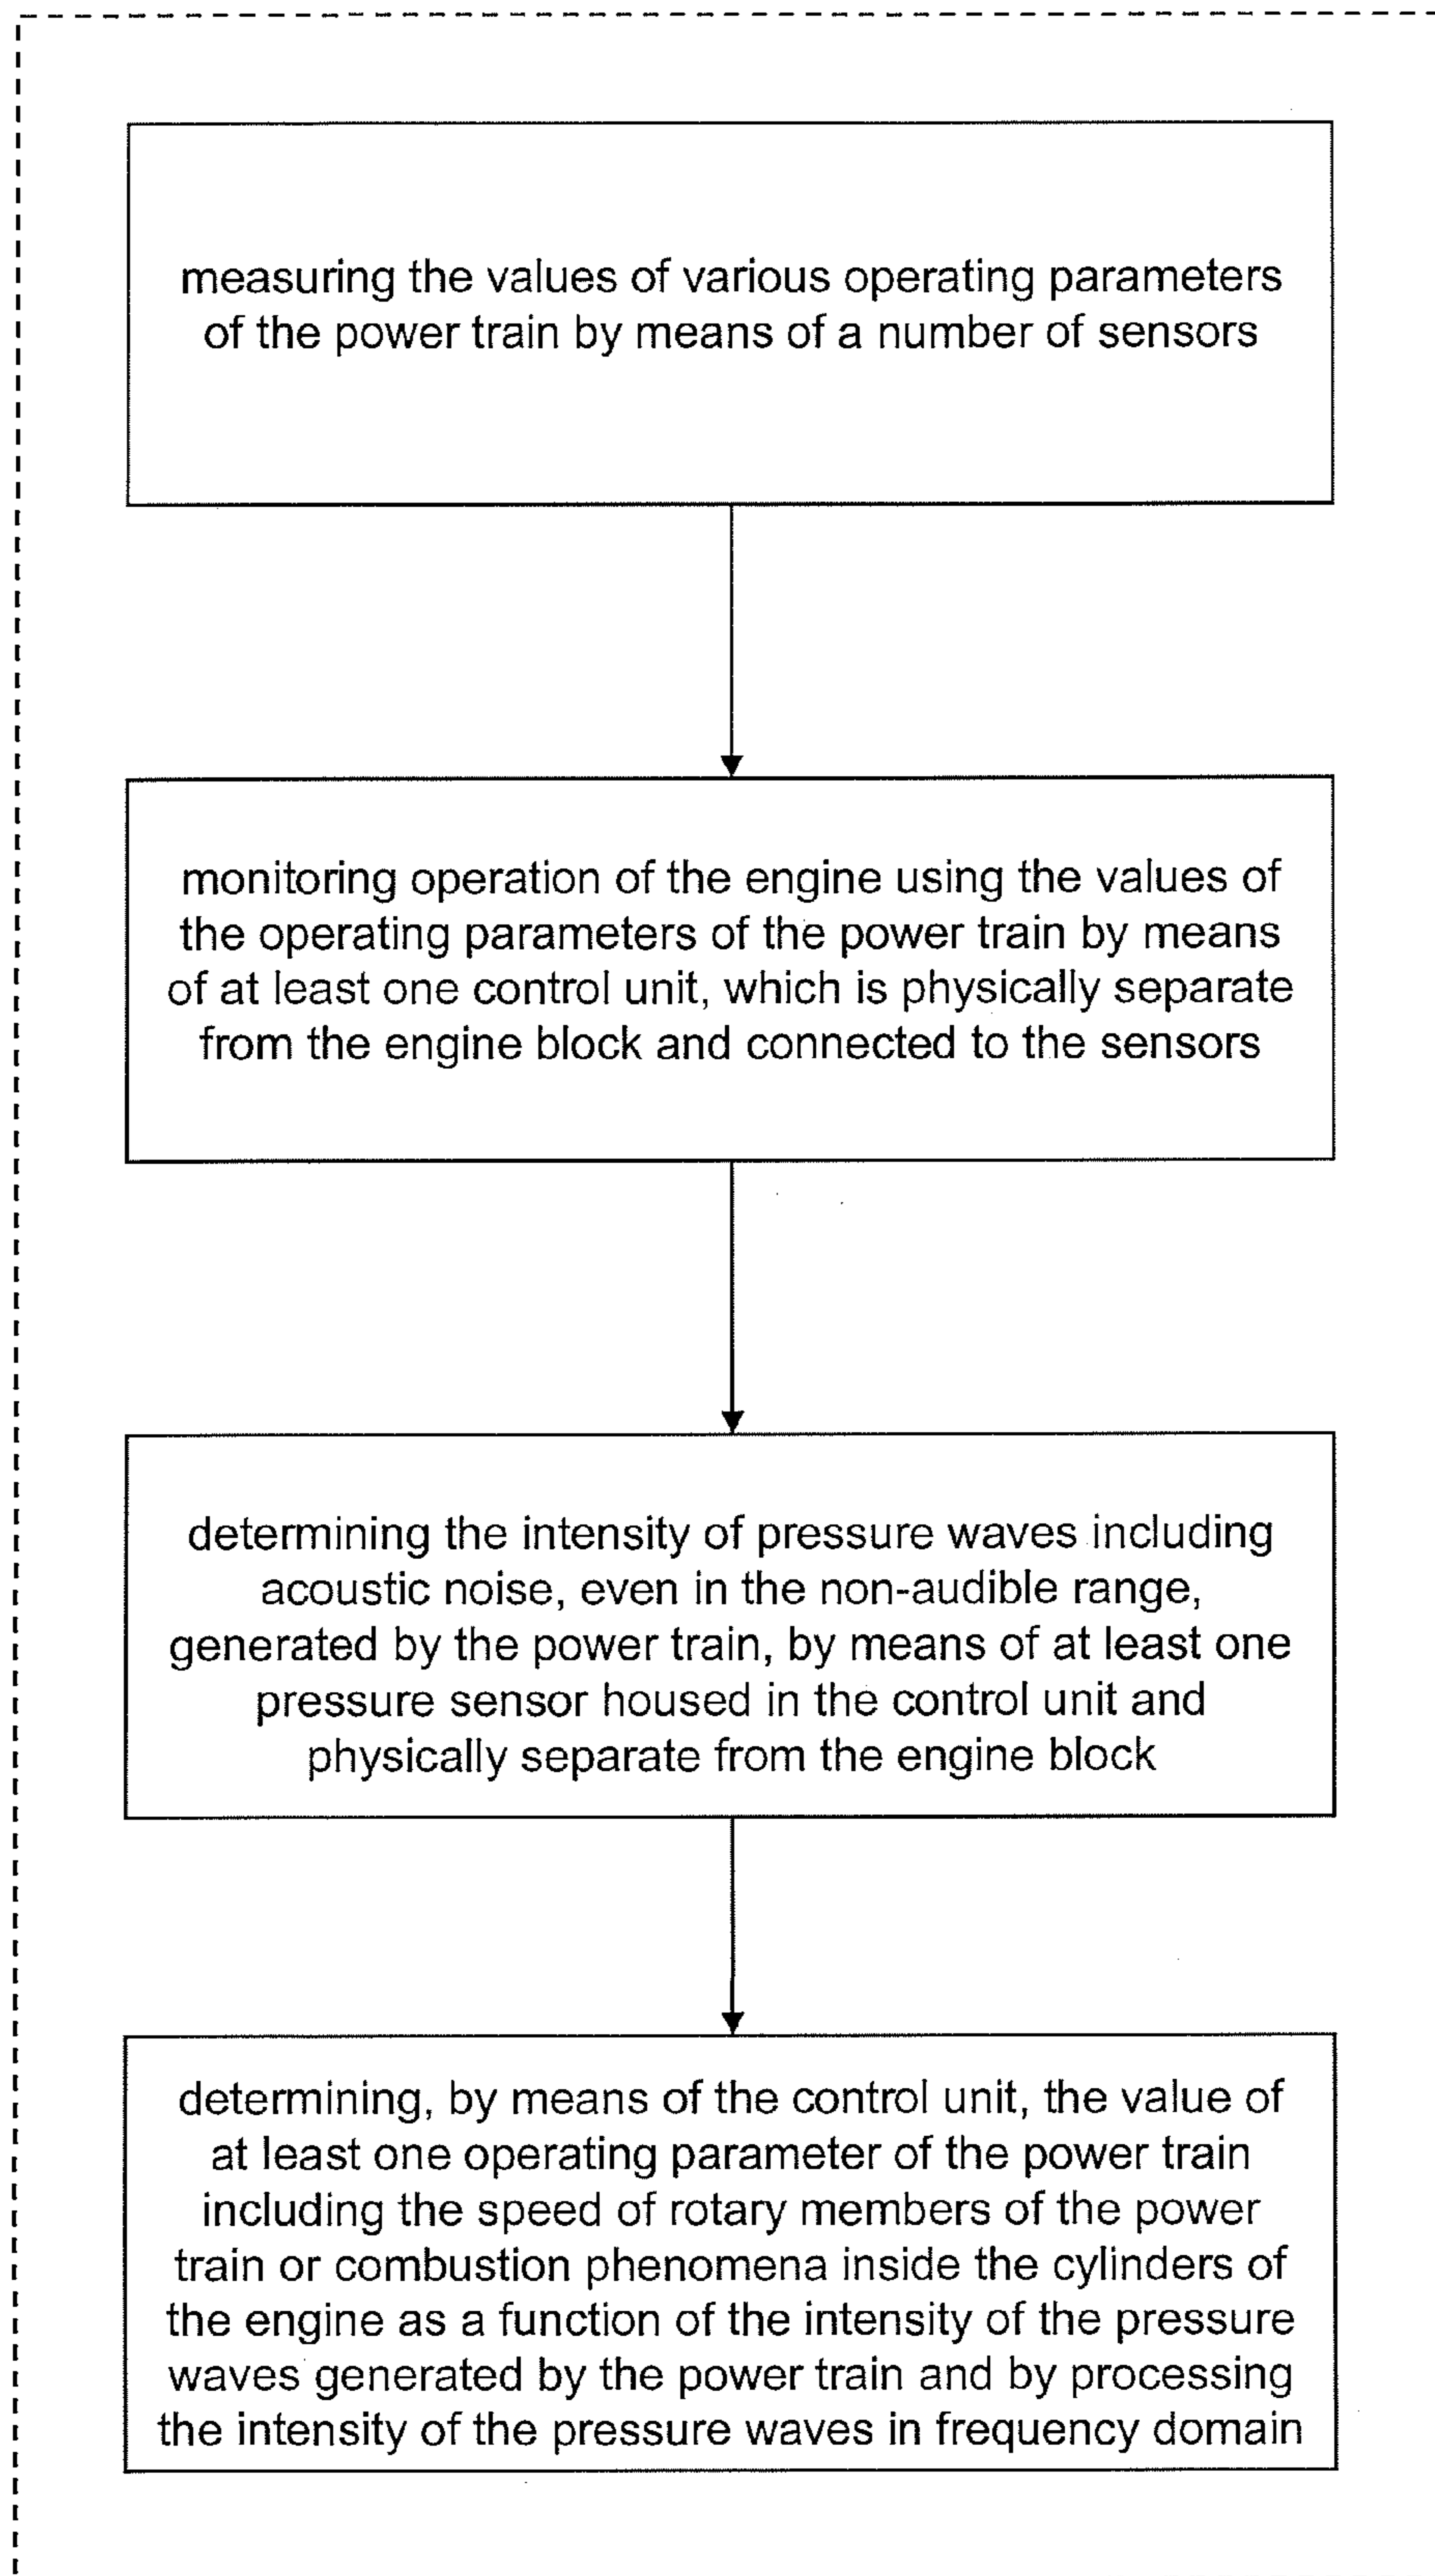 measuring the values of various operating parameters
of the power train by means of a number of sensors
monitoring operation of the engine using the values of
the operating parameters of the power train by means
of at least one control unit, which is physically separate
from the engine block and connected to the sensors
determining the intensity of pressure waves including
acoustic noise, even in the non-audible range,
generated by the power train, by means of at least one
pressure sensor housed in the control unit and
physically separate from the engine block
determining, by means of the control unit, the value of
at least one operating parameter of the power train
including the speed of rotary members of the power
train or combustion phenomena inside the cylinders of
the engine as a function of the intensity of the pressure
waves generated by the power train and by processing
the intensity of the pressure waves in frequency domain